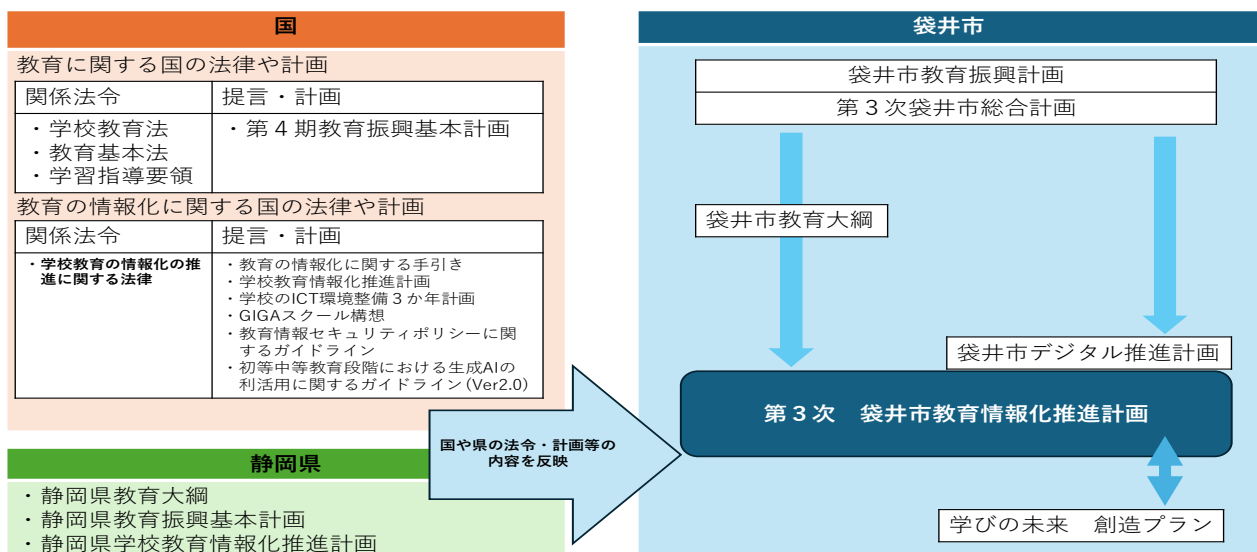 国
教育に関する国の法律や計画
関係法令
提言・計画
・学校教育法
・教育基本法
・学習指導要領
・第４期教育振興基本計画
教育の情報化に関する国の法律や計画
関係法令
提言・計画
・学校教育の情報化の推
進に関する法律
・教育の情報化に関する手引き
・学校教育情報化推進計画
・学校のICT環境整備３か年計画
・GIGAスクール構想
・教育情報セキュリティポリシーに関
するガイドライン
・初等中等教育段階における生成AIの
利活用に関するガイドライン(Ver2.0)
静岡県
・静岡県教育大綱
・静岡県教育振興基本計画
・静岡県学校教育情報化推進計画
国や県の法令・計画等の
内容を反映
袋井市
袋井市教育振興計画
第３次袋井市総合計画
袋井市教育大綱
袋井市デジタル推進計画
第３次　袋井市教育情報化推進計画
学びの未来　創造プラン